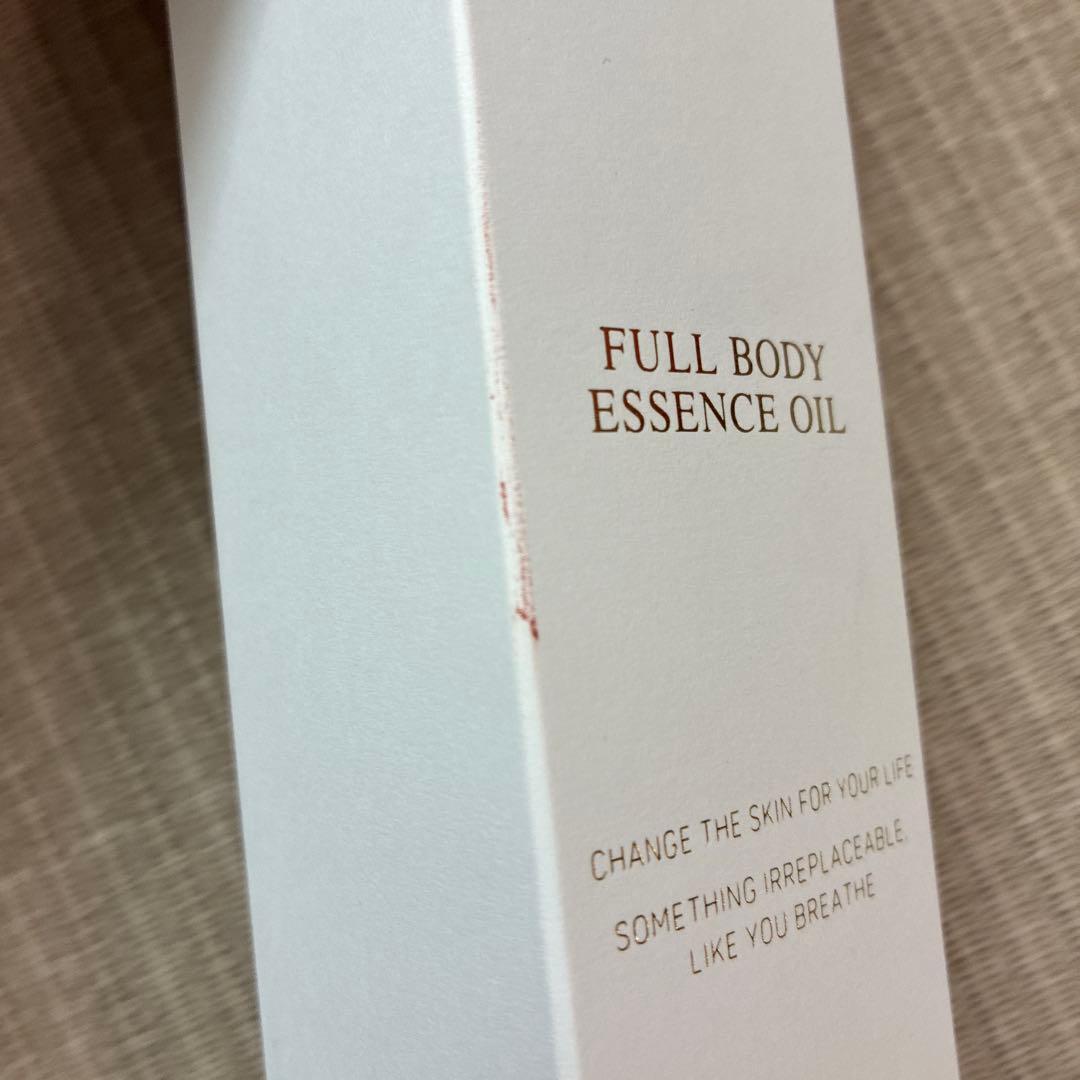 FULL BODY
ESSENCE OIL
CHANGE THE SKIN FOR YOUR LIFE
SOMETHING IRREPLACEABLE,
LIKE YOU BREATHE